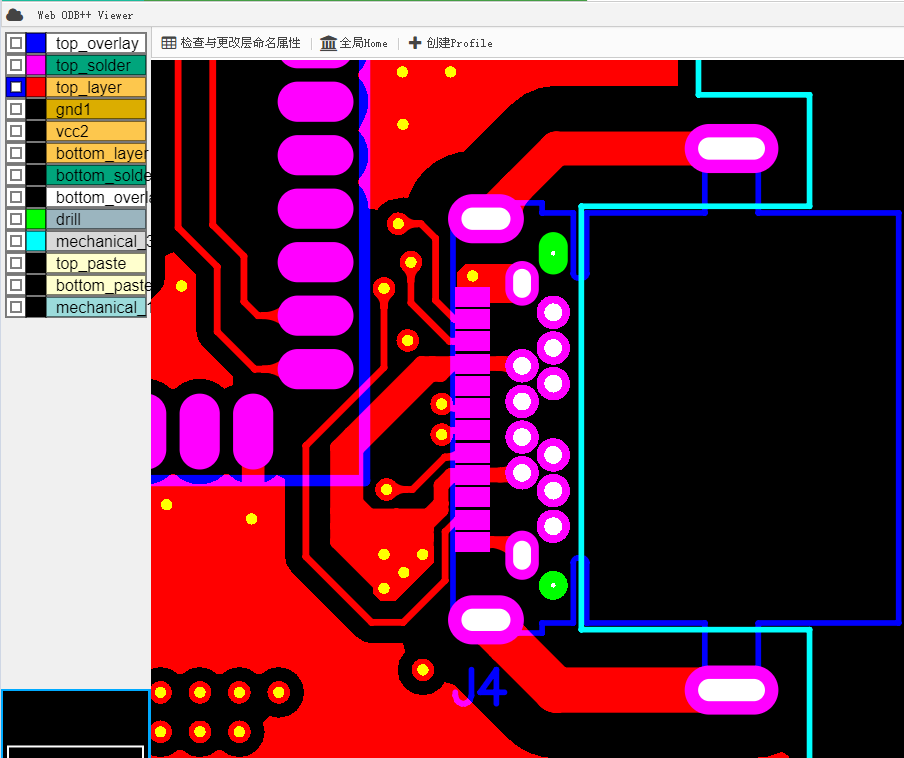 Web ODB++ Viewer
检查与更改层命名属性 全局Home 创建Profile
top_overlay
top_solder
top_layer
gnd1
vcc2
bottom_layer
bottom_solde
bottom_overla
drill
mechanical_3
top_paste
bottom_paste
mechanical_1
J4